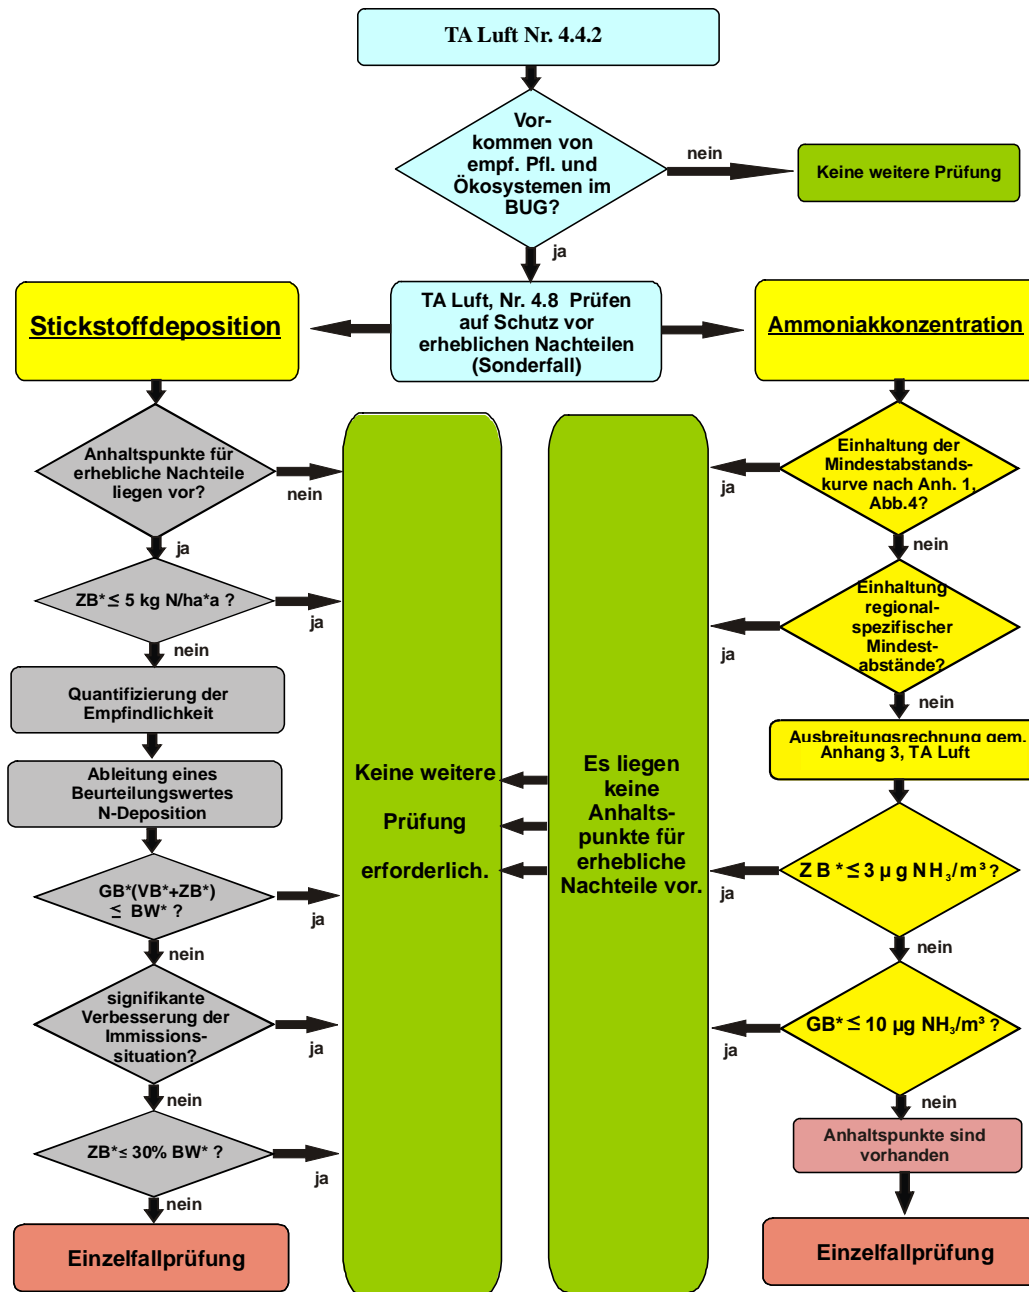 TA Luft Nr. 4.4.2
Vor-
kommen von
empf. Pfl. und
Ökosystemen im
BUG?
nein
Keine weitere Prüfung
ja
TA Luft, Nr. 4.8 Prüfen
auf Schutz vor
erheblichen Nachteilen
(Sonderfall)
Stickstoffdeposition
Anhaltspunkte für
erhebliche Nachteile
liegen vor?
nein
ja
ZB* ≤ 5 kg N/ha*a ?
ja
nein
Quantifizierung der
Empfindlichkeit
Ableitung eines
Beurteilungswertes
N-Deposition
GB*(VB*+ZB*)
≤ BW* ?
ja
nein
signifikante
Verbesserung der
Immissions-
situation?
ja
nein
ZB* ≤ 30% BW* ?
ja
nein
Einzelfallprüfung
Keine weitere
Prüfung
erforderlich.
Es liegen
keine
Anhalts-
punkte für
erhebliche
Nachteile vor.
Ammoniakkonzentration
Einhaltung der
Mindestabstands-
kurve nach Anh. 1,
Abb.4?
ja
nein
Einhaltung
regional-
spezifischer
Mindest-
abstände?
ja
nein
Ausbreitungsrechnung gem.
Anhang 3, TA Luft
ZB* ≤ 3 µg NH₃/m³ ?
ja
nein
GB* ≤ 10 µg NH₃/m³ ?
ja
nein
Anhaltspunkte sind
vorhanden
Einzelfallprüfung